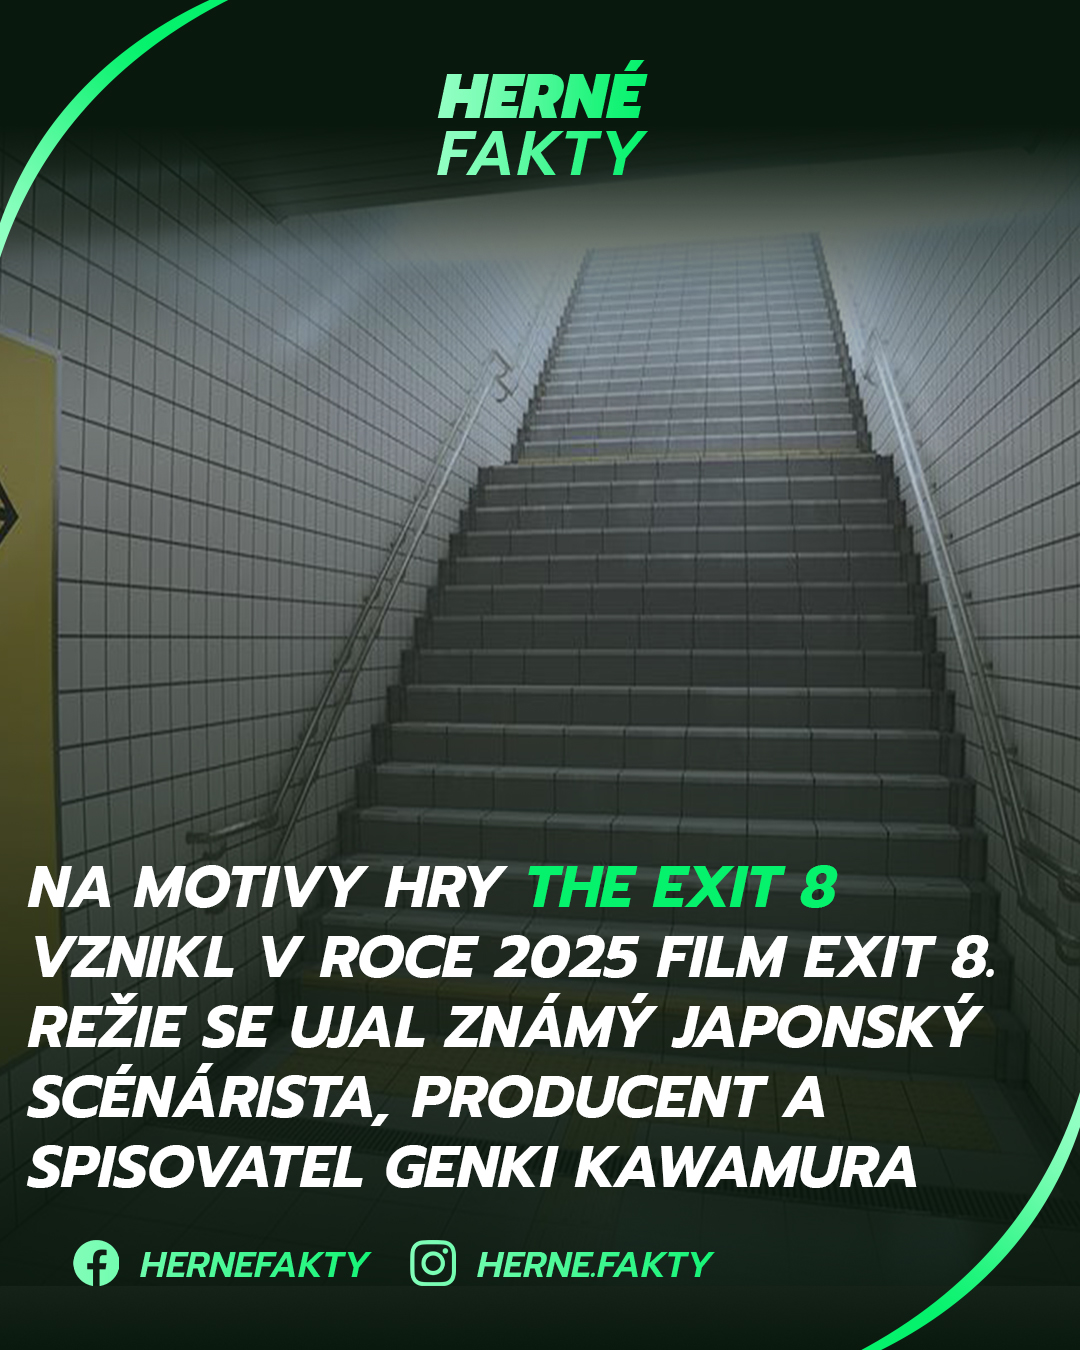 HERNÉ
FAKTY
NA MOTIVY HRY THE EXIT 8
VZNIKL V ROCE 2025 FILM EXIT 8.
REŽIE SE UJAL ZNÁMÝ JAPONSKÝ
SCÉNÁRISTA, PRODUCENT A
SPISOVATEL GENKI KAWAMURA
HERNEFAKTY HERNE.FAKTY